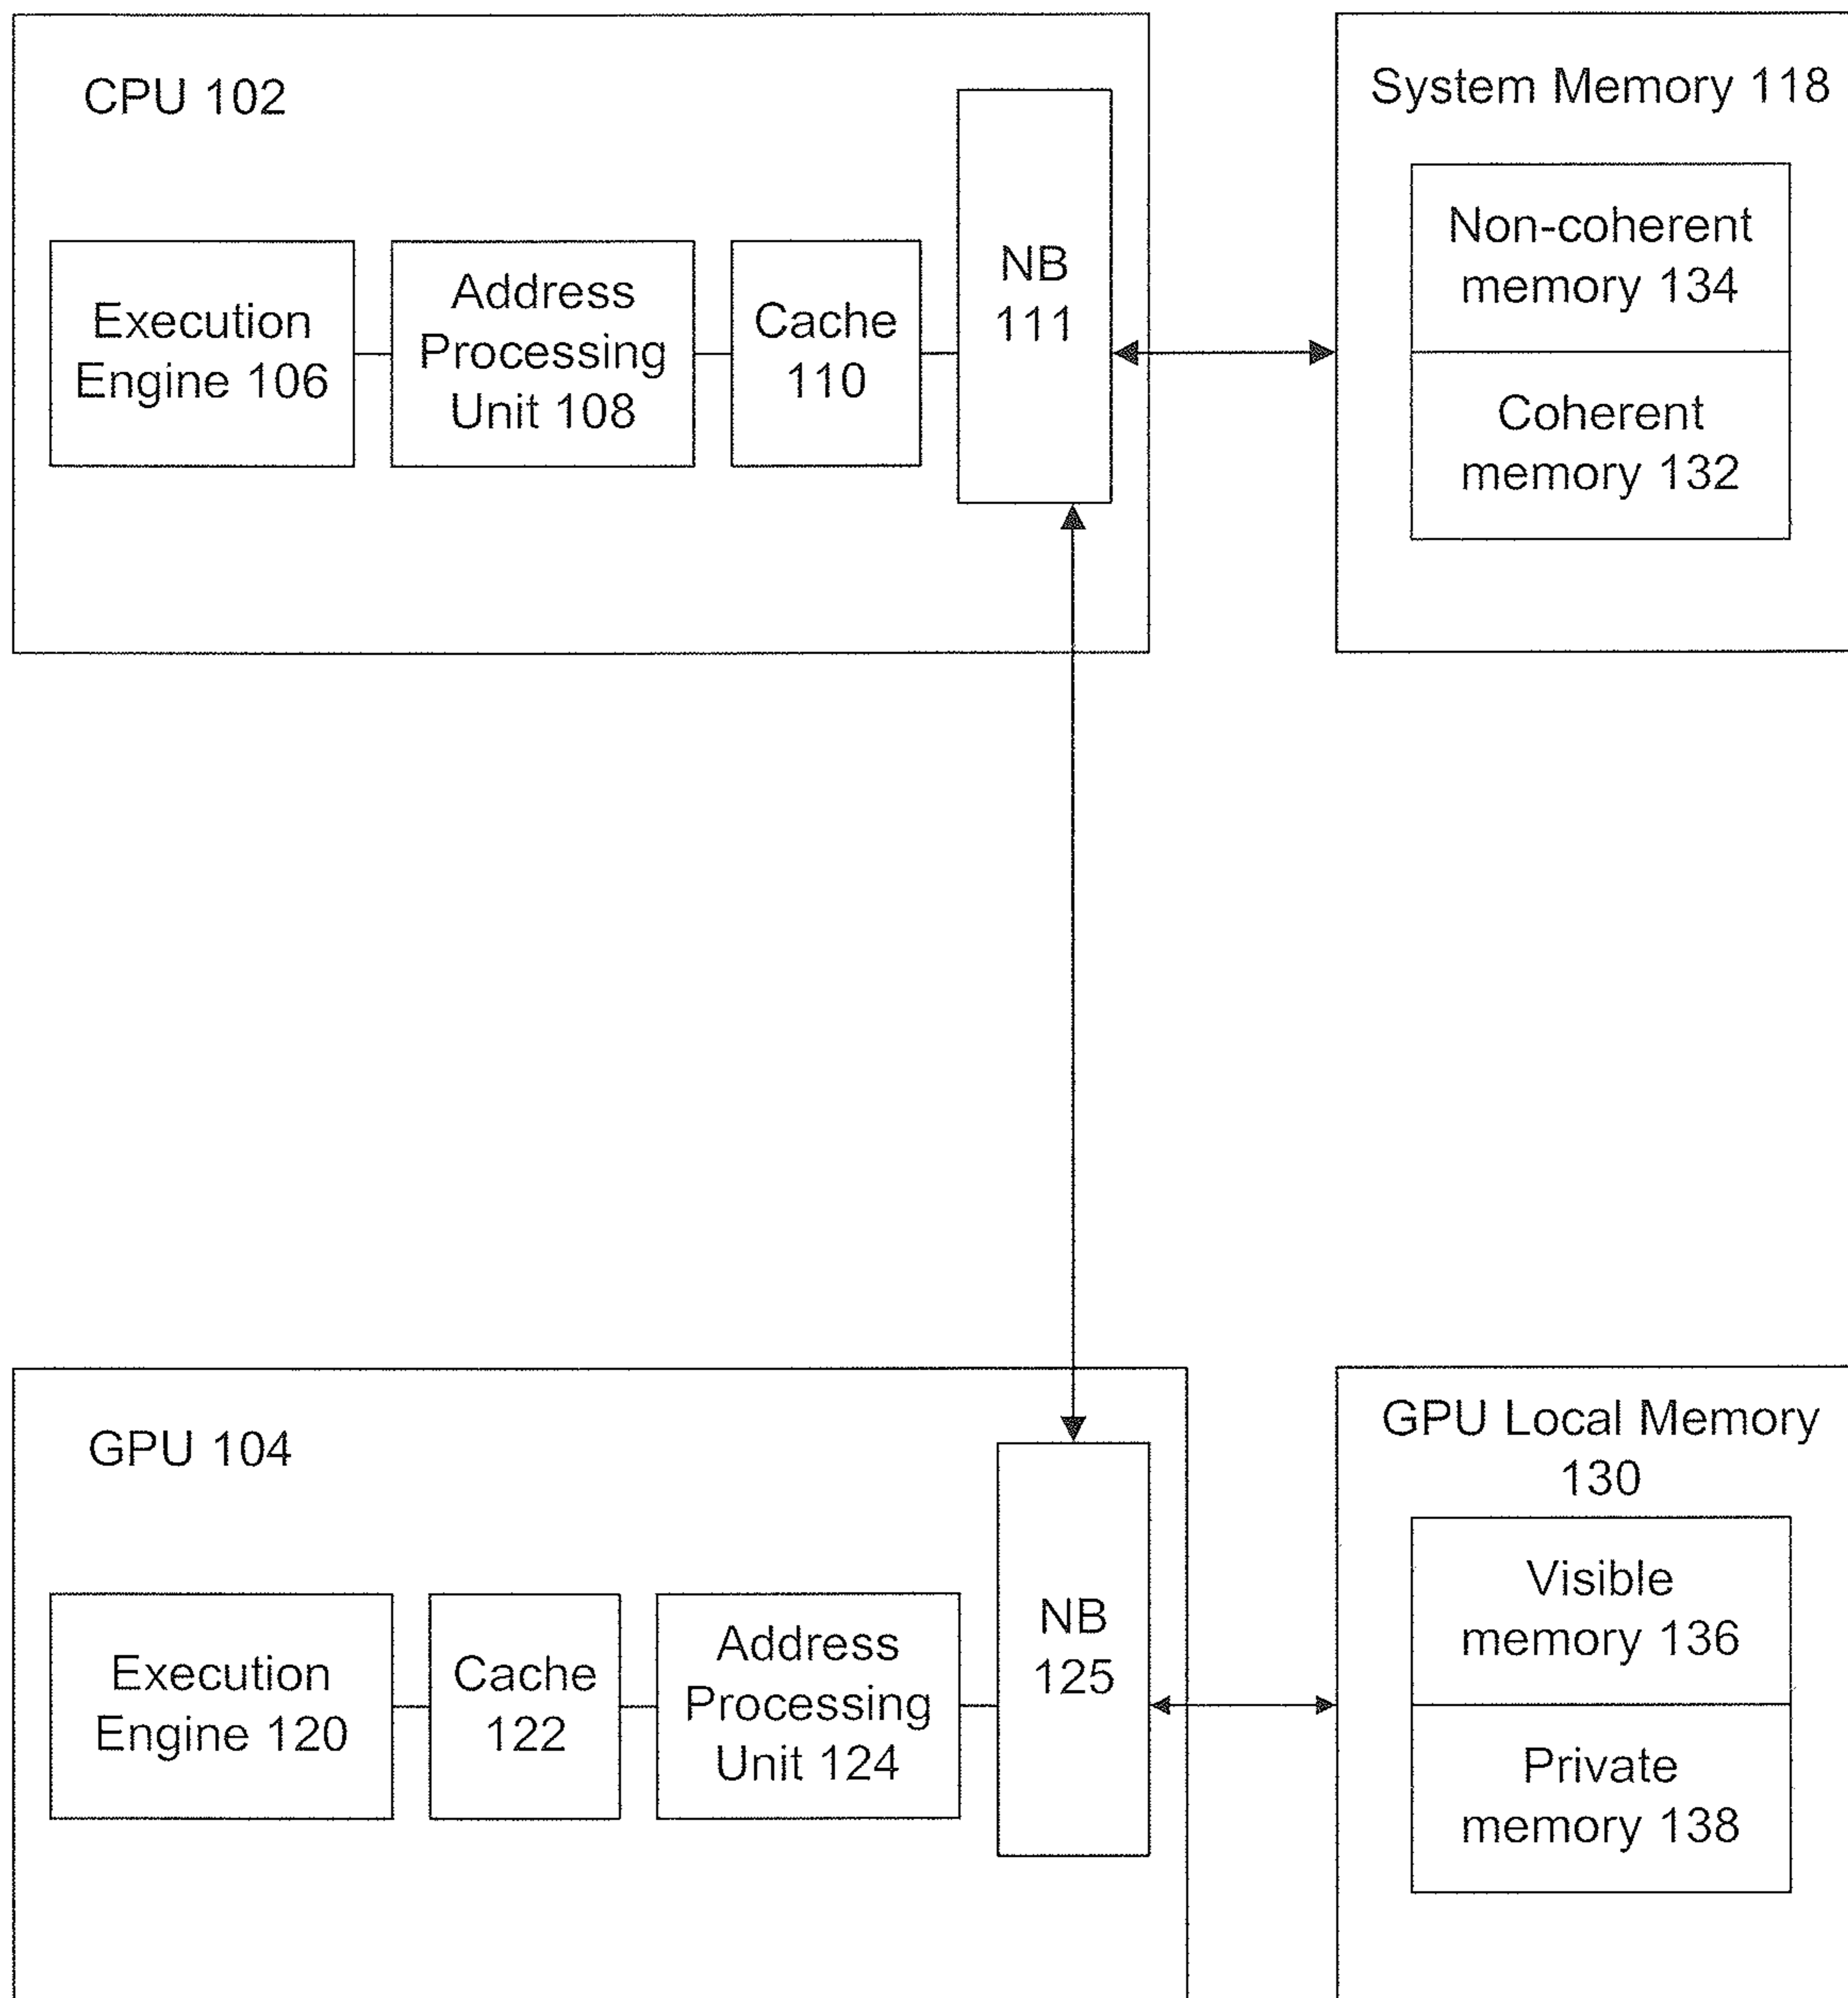 CPU 102
Execution
Engine 106
Address
Processing
Unit 108
Cache
110
NB
111
System Memory 118
Non-coherent
memory 134
Coherent
memory 132
GPU 104
Execution
Engine 120
Cache
122
Address
Processing
Unit 124
NB
125
GPU Local Memory
130
Visible
memory 136
Private
memory 138